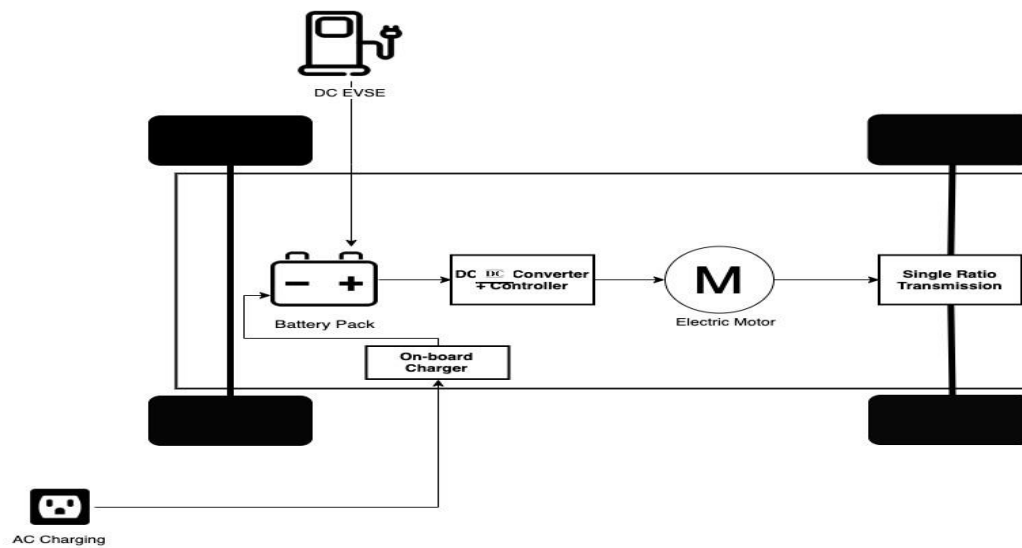 DC EVSE
DC DC Converter
+ Controller
M
Single Ratio
Transmission
Battery Pack
Electric Motor
On-board
Charger
AC Charging